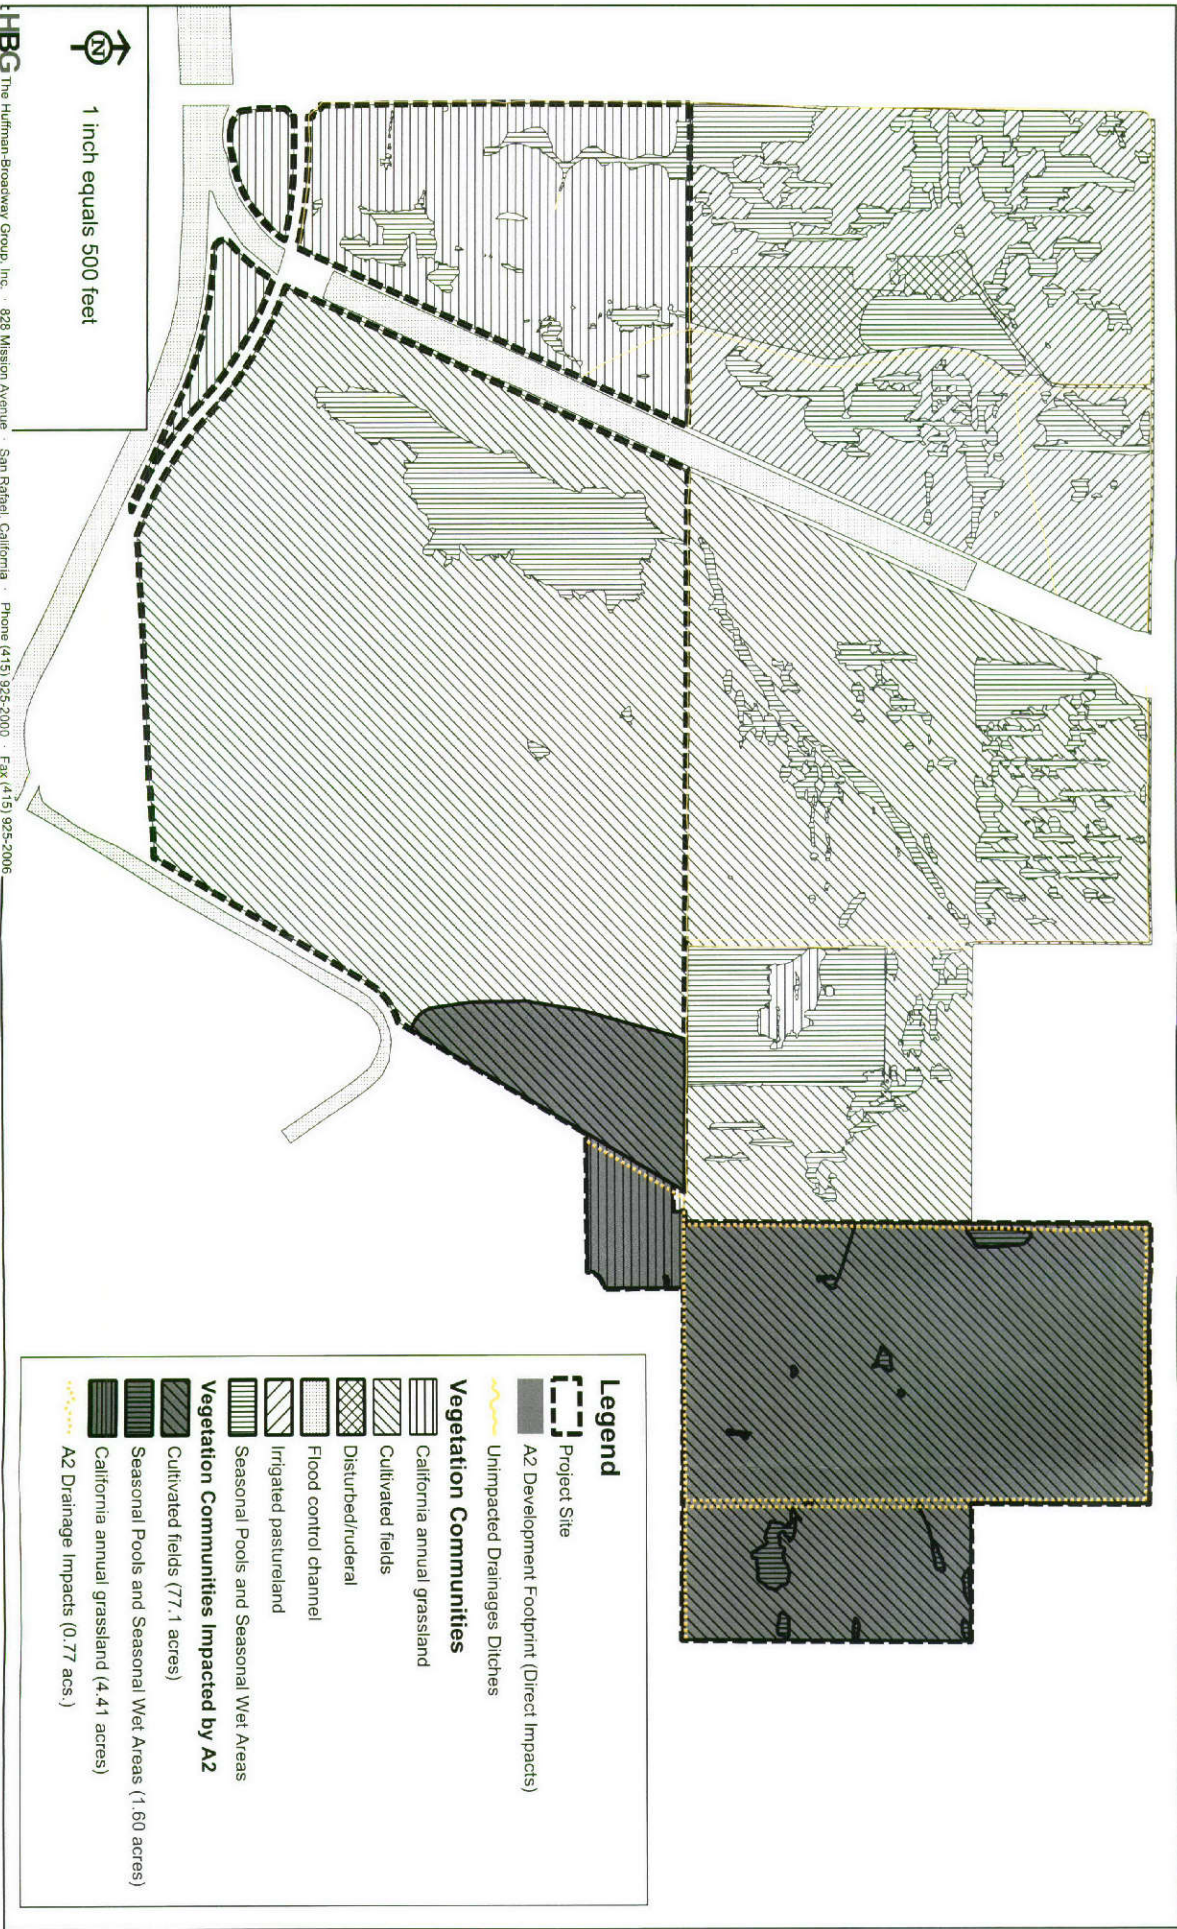 N
1 inch equals 500 feet
Legend
Project Site
A2 Development Footprint (Direct Impacts)
Unimpacted Drainages Ditches
Vegetation Communities
California annual grassland
Cultivated fields
Disturbed/ruderal
Flood control channel
Irrigated pastureland
Seasonal Pools and Seasonal Wet Areas
Vegetation Communities Impacted by A2
Cultivated fields (77.1 acres)
Seasonal Pools and Seasonal Wet Areas (1.60 acres)
California annual grassland (4.41 acres)
A2 Drainage Impacts (0.77 acs.)
HBG The Huffman-Broadway Group, Inc. · 828 Mission Avenue · San Rafael, California · Phone (415) 925-2000 · Fax (415) 925-2006